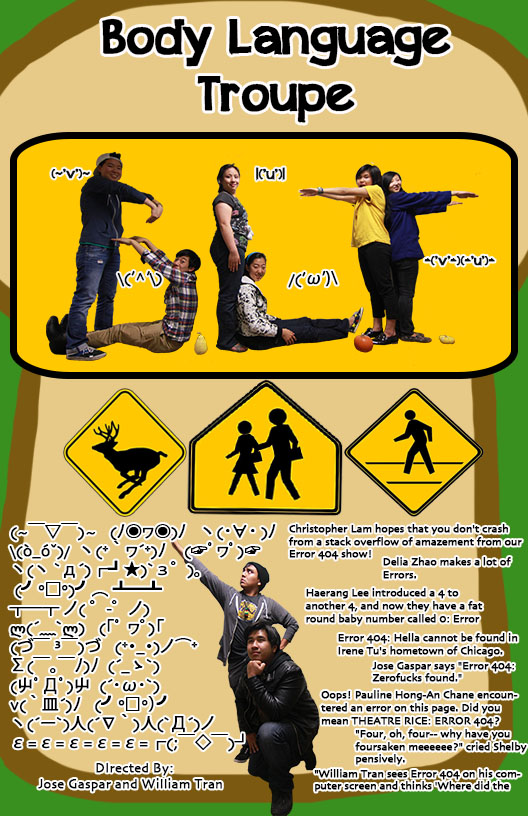 Body Language
Troupe
(~'v')~
|('u')|
\('^'\)
/('ω')\
^('v'^)(^'u')^
Christopher Lam hopes that you don't crash
from a stack overflow of amazement from our
Error 404 show!
Delia Zhao makes a lot of
Errors.
Haerang Lee introduced a 4 to
another 4, and now they have a fat
round baby number called 0: Error
Error 404: Hella cannot be found in
Irene Tu's hometown of Chicago.
Jose Gaspar says "Error 404:
Zerofucks found."
Oops! Pauline Hong-An Chane encoun-
tered an error on this page. Did you
mean THEATRE RICE: ERROR 404?
"Four, oh, four-- why have you
foursaken meeeeee?" cried Shelby
pensively.
"William Tran sees Error 404 on his com-
puter screen and thinks 'Where did the
Directed By:
Jose Gaspar and William Tran